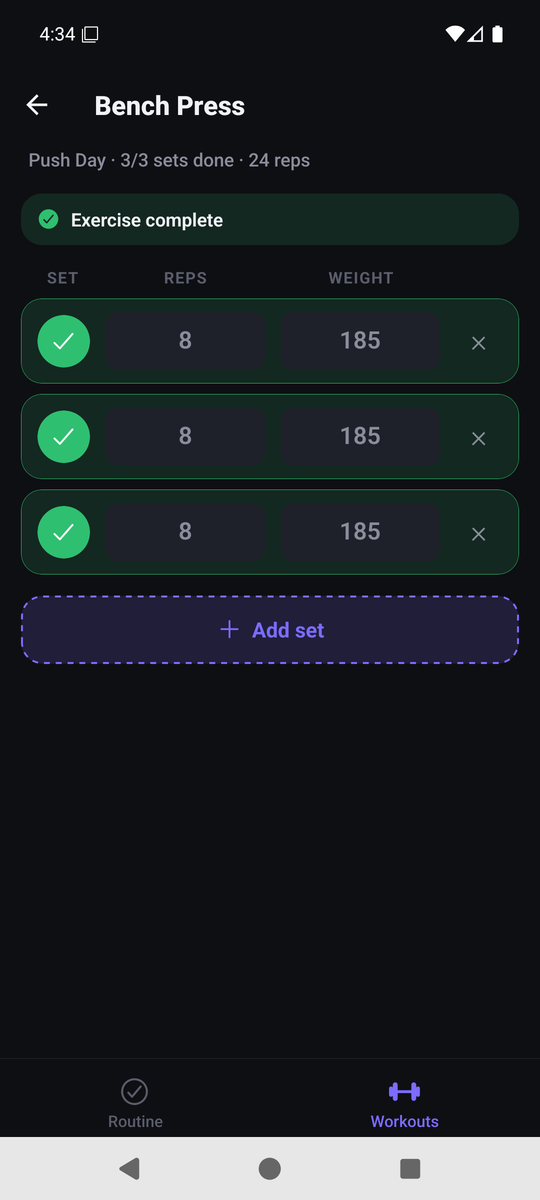 4:34
Bench Press
Push Day · 3/3 sets done · 24 reps
Exercise complete
SET REPS WEIGHT
8 185
8 185
8 185
Add set
Routine Workouts